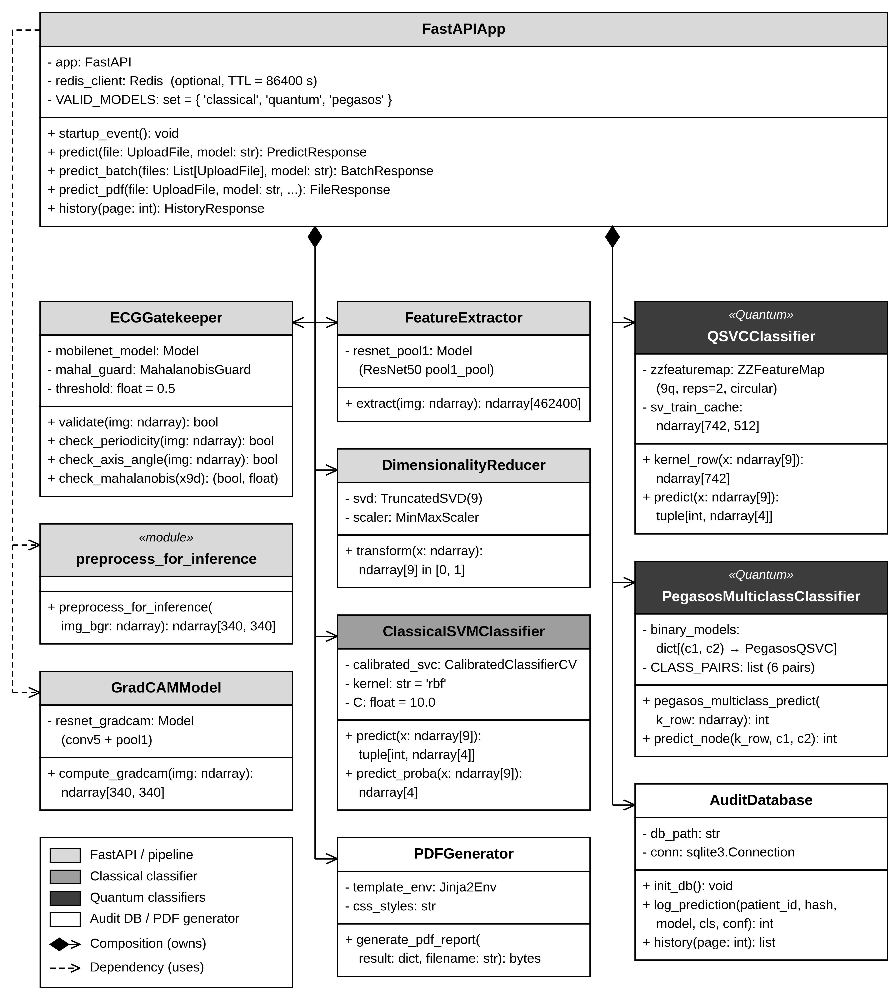 FastAPIApp
- app: FastAPI
- redis_client: Redis  (optional, TTL = 86400 s)
- VALID_MODELS: set = { 'classical', 'quantum', 'pegasos' }
+ startup_event(): void
+ predict(file: UploadFile, model: str): PredictResponse
+ predict_batch(files: List[UploadFile], model: str): BatchResponse
+ predict_pdf(file: UploadFile, model: str, ...): FileResponse
+ history(page: int): HistoryResponse
ECGGatekeeper
- mobilenet_model: Model
- mahal_guard: MahalanobisGuard
- threshold: float = 0.5
+ validate(img: ndarray): bool
+ check_periodicity(img: ndarray): bool
+ check_axis_angle(img: ndarray): bool
+ check_mahalanobis(x9d): (bool, float)
«module»
preprocess_for_inference
+ preprocess_for_inference(
img_bgr: ndarray): ndarray[340, 340]
GradCAMModel
- resnet_gradcam: Model
(conv5 + pool1)
+ compute_gradcam(img: ndarray):
ndarray[340, 340]
FastAPI / pipeline
Classical classifier
Quantum classifiers
Audit DB / PDF generator
Composition (owns)
Dependency (uses)
FeatureExtractor
- resnet_pool1: Model
(ResNet50 pool1_pool)
+ extract(img: ndarray): ndarray[462400]
DimensionalityReducer
- svd: TruncatedSVD(9)
- scaler: MinMaxScaler
+ transform(x: ndarray):
ndarray[9] in [0, 1]
ClassicalSVMClassifier
- calibrated_svc: CalibratedClassifierCV
- kernel: str = 'rbf'
- C: float = 10.0
+ predict(x: ndarray[9]):
tuple[int, ndarray[4]]
+ predict_proba(x: ndarray[9]):
ndarray[4]
PDFGenerator
- template_env: Jinja2Env
- css_styles: str
+ generate_pdf_report(
result: dict, filename: str): bytes
«Quantum»
QSVCClassifier
- zzfeaturemap: ZZFeatureMap
(9q, reps=2, circular)
- sv_train_cache:
ndarray[742, 512]
+ kernel_row(x: ndarray[9]):
ndarray[742]
+ predict(x: ndarray[9]):
tuple[int, ndarray[4]]
«Quantum»
PegasosMulticlassClassifier
- binary_models:
dict[(c1, c2) → PegasosQSVC]
- CLASS_PAIRS: list (6 pairs)
+ pegasos_multiclass_predict(
k_row: ndarray): int
+ predict_node(k_row, c1, c2): int
AuditDatabase
- db_path: str
- conn: sqlite3.Connection
+ init_db(): void
+ log_prediction(patient_id, hash,
model, cls, conf): int
+ history(page: int): list